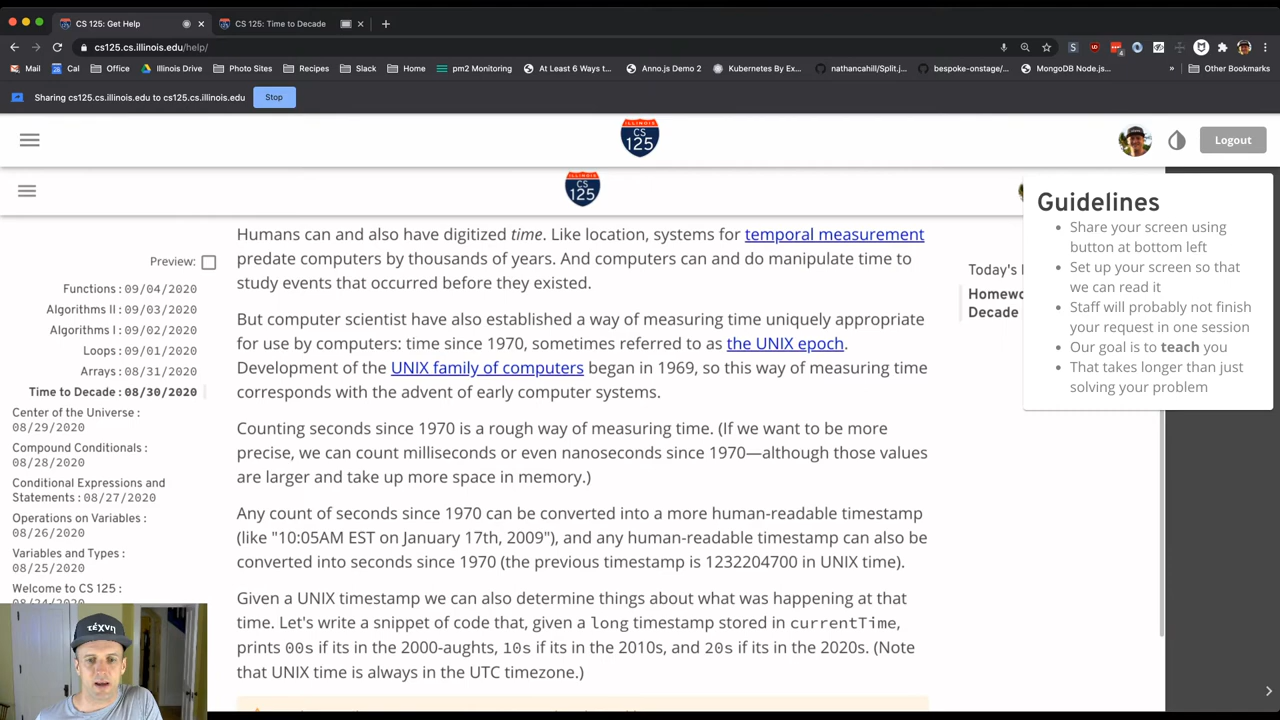 CS 125: Get Help
CS 125: Time to Decade
cs125.cs.illinois.edu/help/
Mail
Cal
Office
Illinois Drive
Photo Sites
Recipes
Slack
Home
pm2 Monitoring
At Least 6 Ways t...
Anno.js Demo 2
Kubernetes By Ex...
nathancahill/Split.j...
bespoke-onstage/...
MongoDB Node.js...
»
Other Bookmarks
Sharing cs125.cs.illinois.edu to cs125.cs.illinois.edu
Stop
ILLINOIS
CS
125
Logout
ILLINOIS
CS
125
Guidelines
Share your screen using
button at bottom left
Set up your screen so that
we can read it
Staff will probably not finish
your request in one session
Our goal is to teach you
That takes longer than just
solving your problem
Preview:
Functions : 09/04/2020
Algorithms II : 09/03/2020
Algorithms I : 09/02/2020
Loops : 09/01/2020
Arrays : 08/31/2020
Time to Decade : 08/30/2020
Center of the Universe :
08/29/2020
Compound Conditionals :
08/28/2020
Conditional Expressions and
Statements : 08/27/2020
Operations on Variables :
08/26/2020
Variables and Types :
08/25/2020
Welcome to CS 125 :
Humans can and also have digitized time. Like location, systems for temporal measurement
predate computers by thousands of years. And computers can and do manipulate time to
study events that occurred before they existed.
But computer scientist have also established a way of measuring time uniquely appropriate
for use by computers: time since 1970, sometimes referred to as the UNIX epoch.
Development of the UNIX family of computers began in 1969, so this way of measuring time
corresponds with the advent of early computer systems.
Counting seconds since 1970 is a rough way of measuring time. (If we want to be more
precise, we can count milliseconds or even nanoseconds since 1970—although those values
are larger and take up more space in memory.)
Any count of seconds since 1970 can be converted into a more human-readable timestamp
(like "10:05AM EST on January 17th, 2009"), and any human-readable timestamp can also be
converted into seconds since 1970 (the previous timestamp is 1232204700 in UNIX time).
Given a UNIX timestamp we can also determine things about what was happening at that
time. Let's write a snippet of code that, given a long timestamp stored in currentTime,
prints 00s if its in the 2000-aughts, 10s if its in the 2010s, and 20s if its in the 2020s. (Note
that UNIX time is always in the UTC timezone.)
Today's
Homewo
Decade
τέχνη